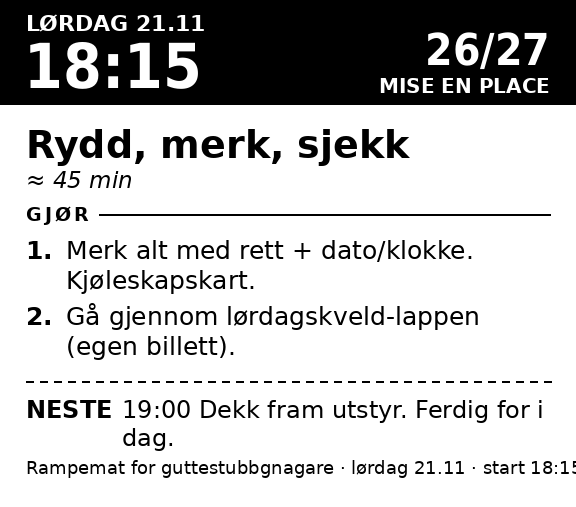 LØRDAG 21.11
18:15
26/27
MISE EN PLACE
Rydd, merk, sjekk
≈ 45 min
GJØR
1. Merk alt med rett + dato/klokke.
Kjøleskapskart.
2. Gå gjennom lørdagskveld-lappen
(egen billett).
NESTE 19:00 Dekk fram utstyr. Ferdig for i
dag.
Rampemat for guttestubbgnagare · lørdag 21.11 · start 18:15